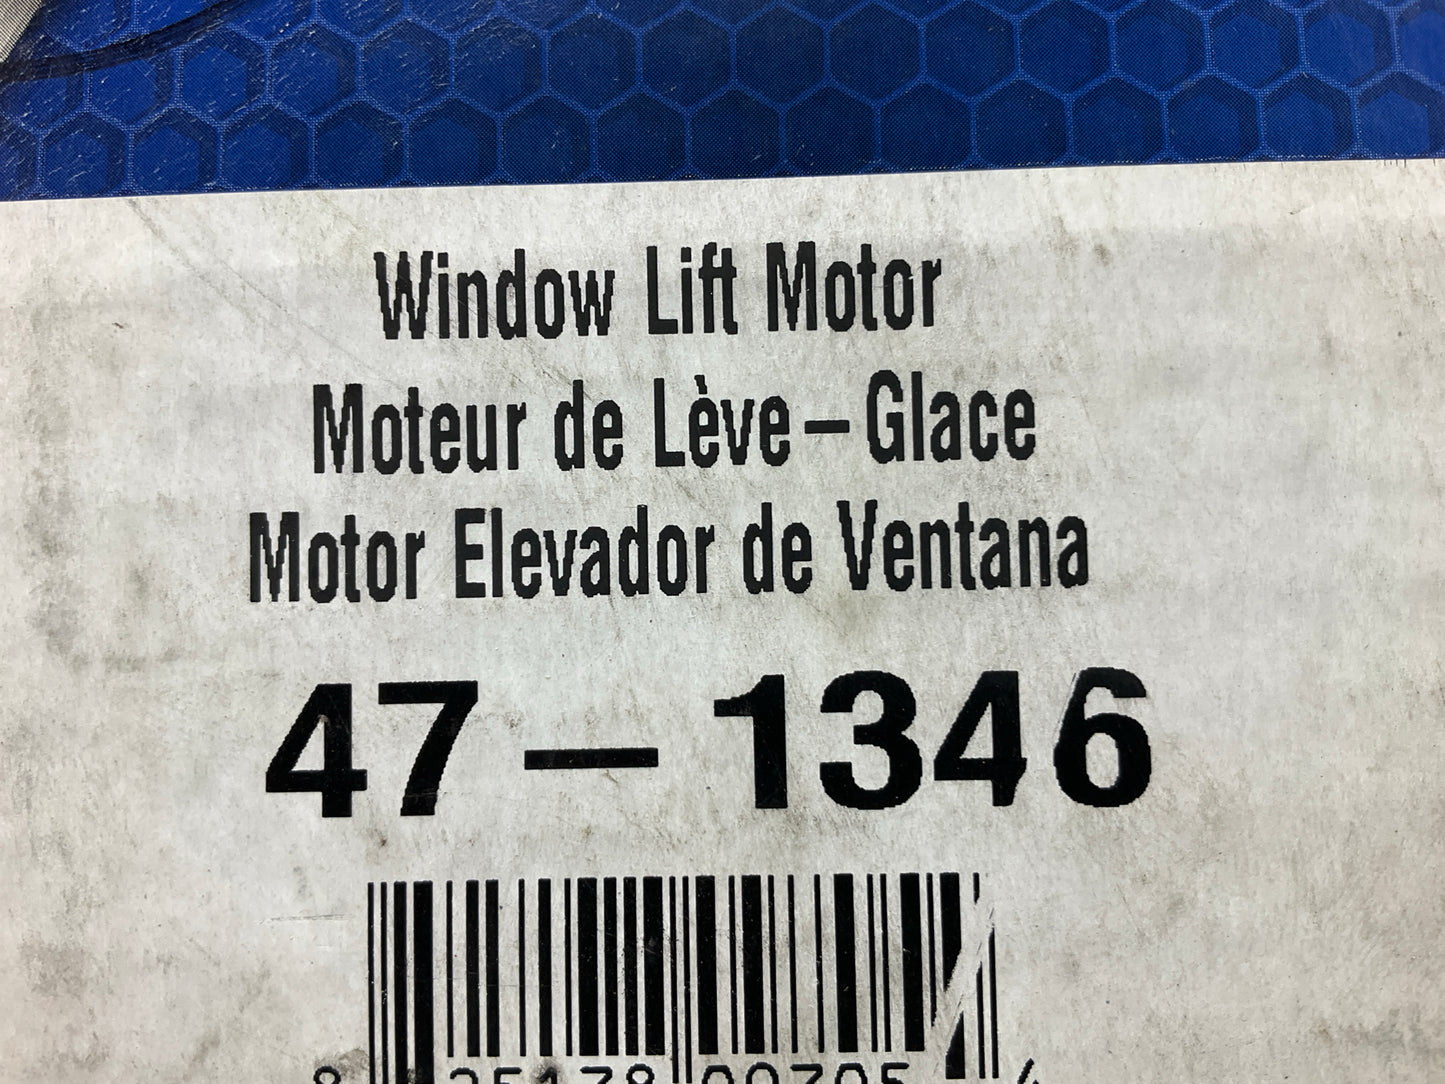 Window Lift Motor
Moteur de Lève-Glace
Motor Elevador de Ventana
47-1346